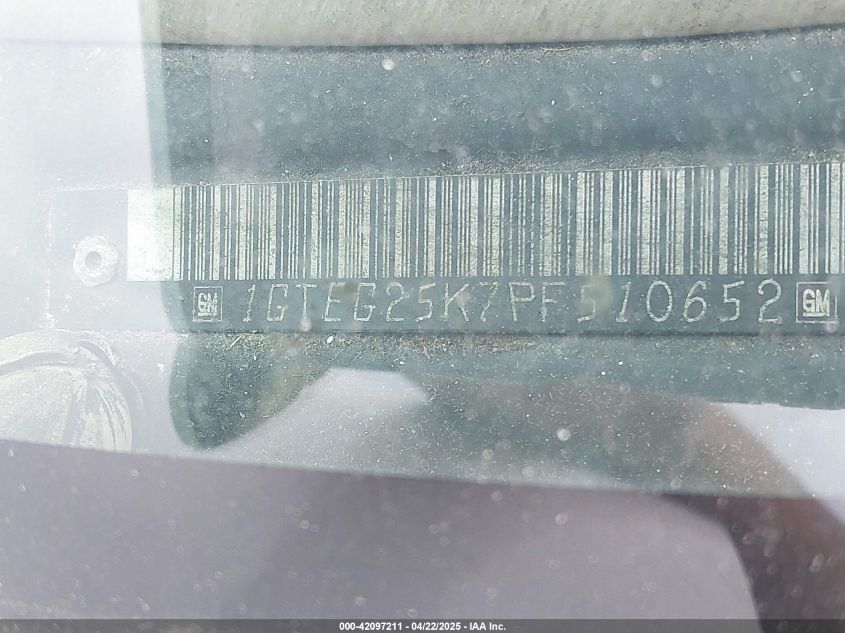 GM 1GTEG25K7PF510652 GM
000-42097211 - 04/22/2025 - IAA Inc.